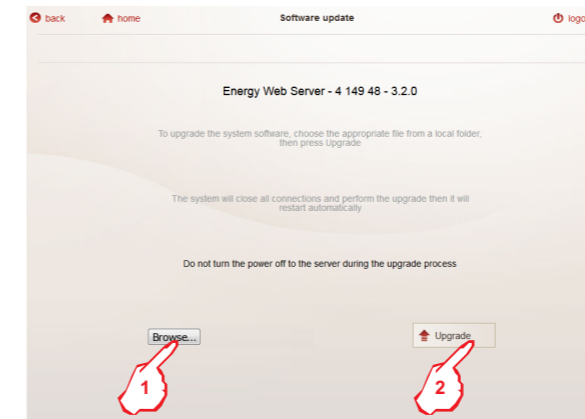 back home Software update logo
Energy Web Server - 4 149 48 - 3.2.0
To upgrade the system software, choose the appropriate file from a local folder,
then press Upgrade
The system will close all connections and perform the upgrade then it will
restart automatically
Do not turn the power off to the server during the upgrade process
Browse... Upgrade
1 2